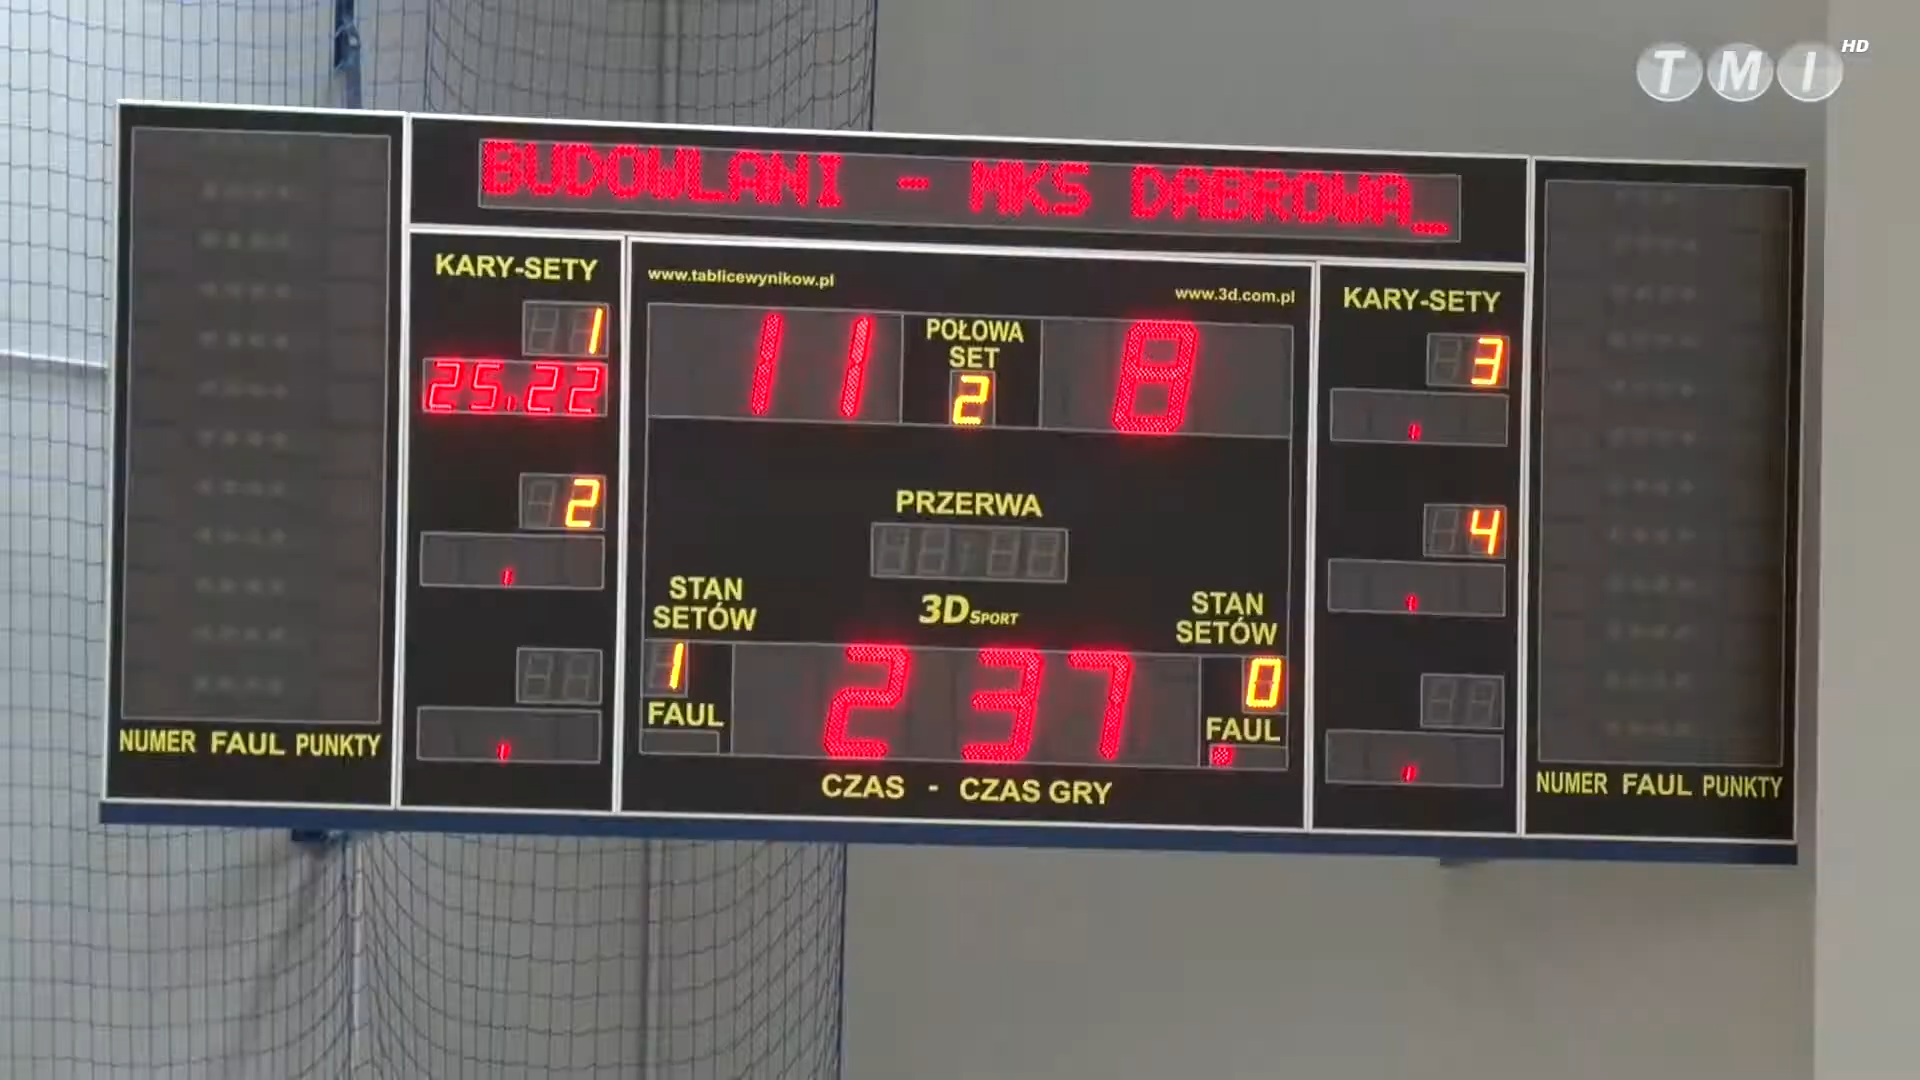 TMI HD
BUDOWLANI - MKS DABROWA_
KARY-SETY
1
25.22
2
NUMER FAUL PUNKTY
www.tablicewynikow.pl
www.3d.com.pl
11
POŁOWA
SET
2
8
PRZERWA
3D SPORT
STAN
SETÓW
1
FAUL
2 37
STAN
SETÓW
0
FAUL
CZAS - CZAS GRY
KARY-SETY
3
4
NUMER FAUL PUNKTY